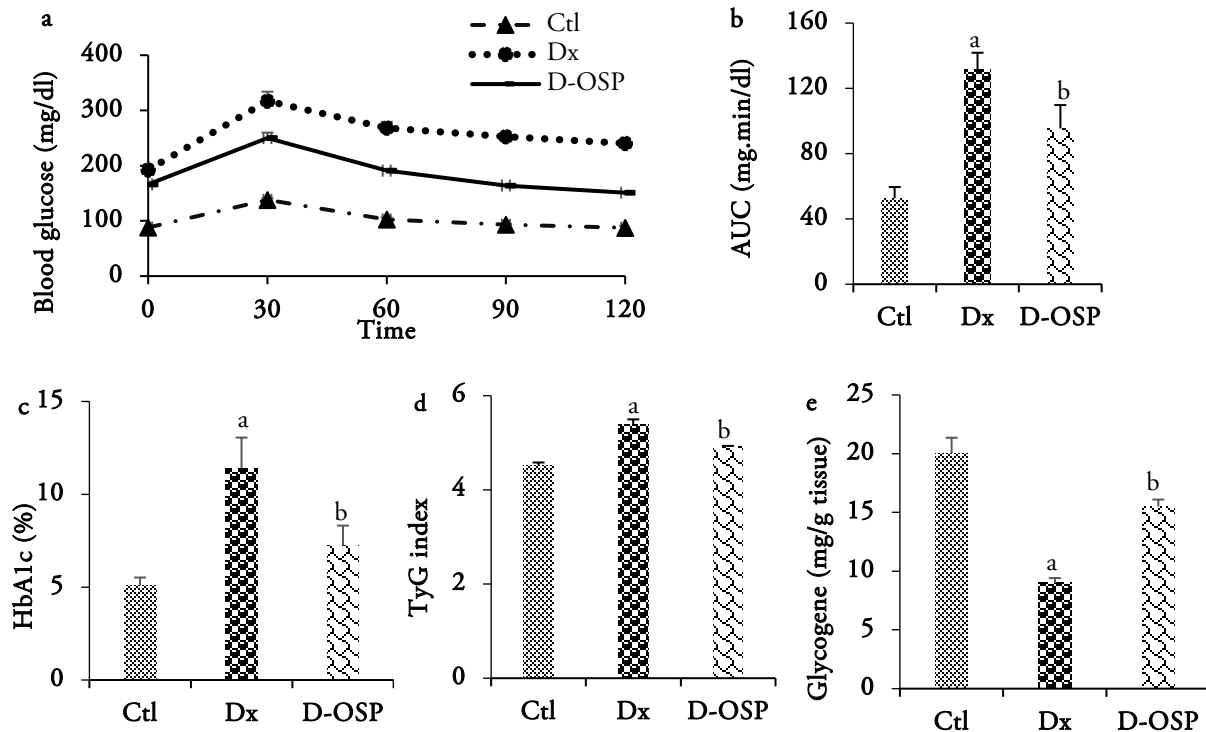 a
Ctl
Dx
D-OSP
Blood glucose (mg/dl)
400
300
200
100
0
0 30 60 90 120
Time
b
AUC (mg.min/dl)
160
120
80
40
0
a
b
Ctl Dx D-OSP
c
HbA1c (%)
15
10
5
0
a
b
Ctl Dx D-OSP
d
TyG index
6
4
2
0
a
b
Ctl Dx D-OSP
e
Glycogene (mg/g tissue)
25
20
15
10
5
0
a
b
Ctl Dx D-OSP